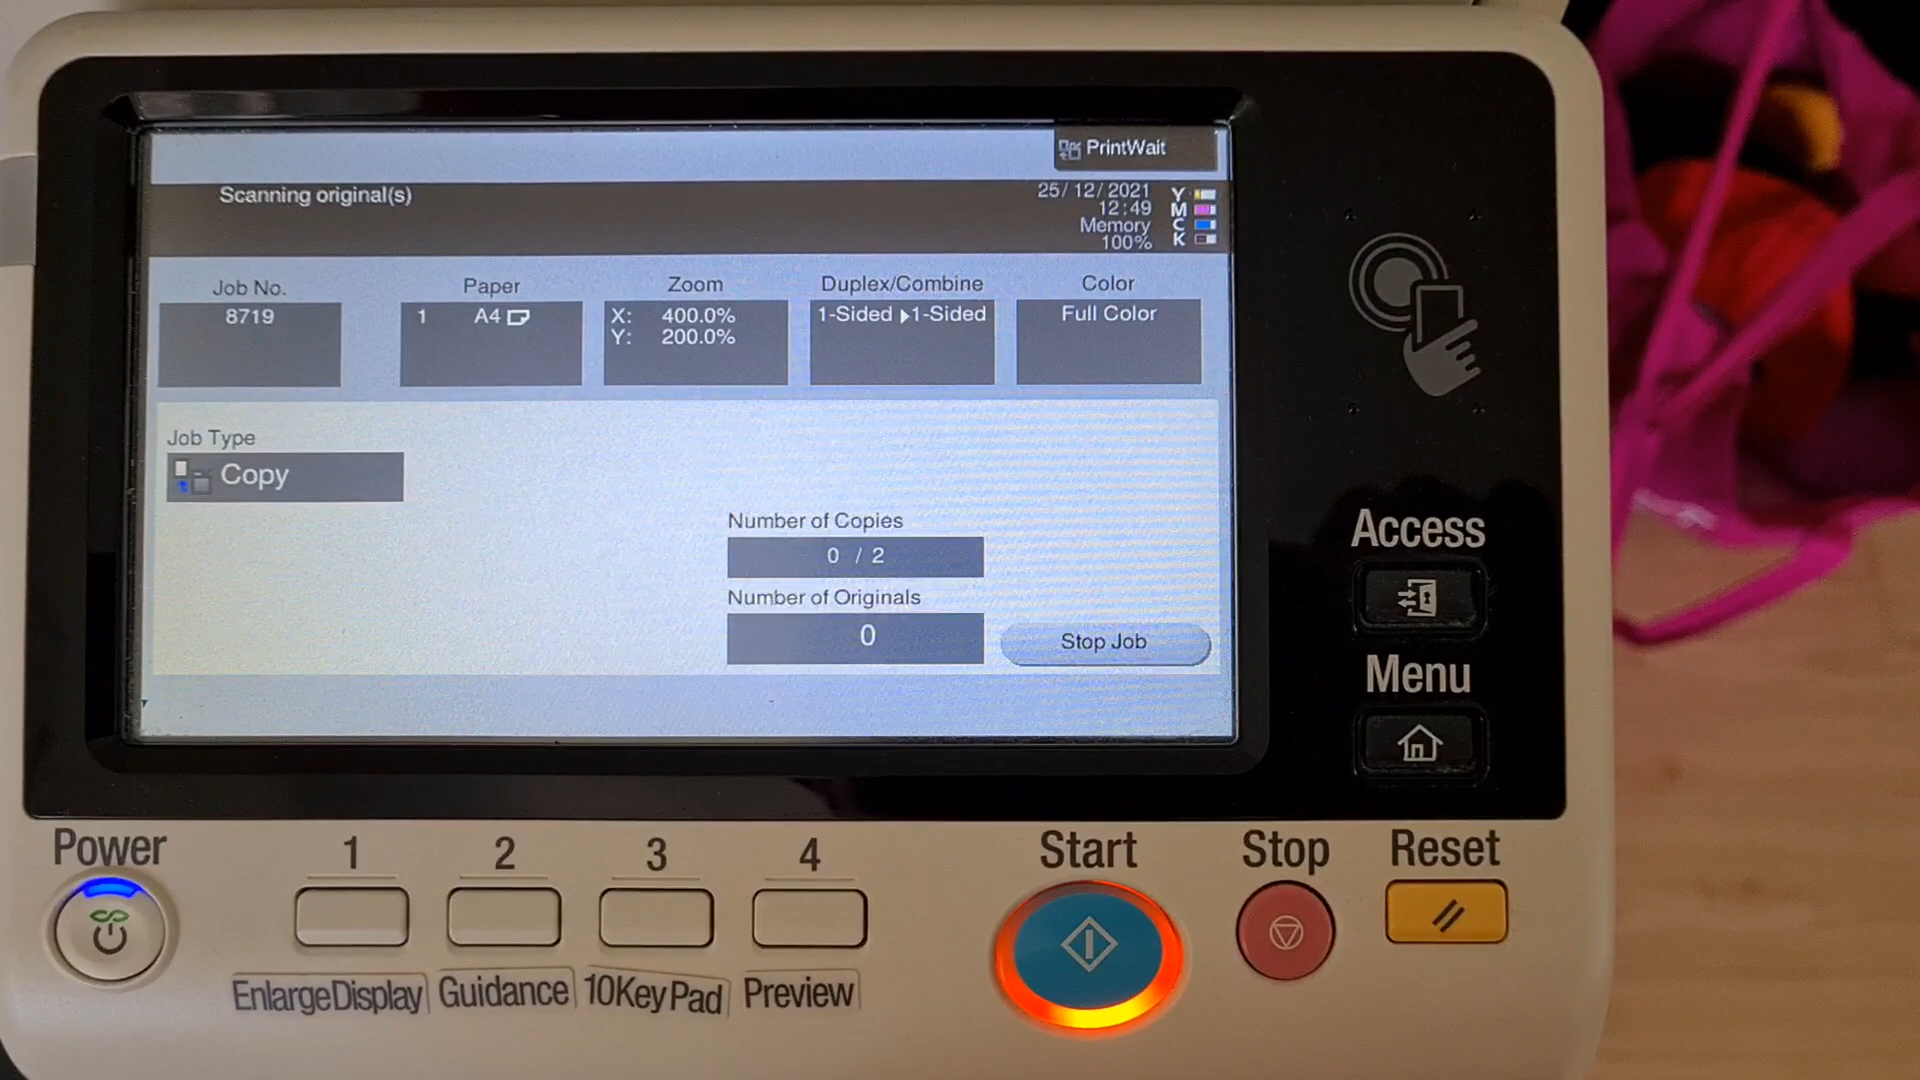 PrintWait
Scanning original(s)
25/12/2021
12:49
Memory
100%
Y
M
C
K
Job No.
8719
Paper
1 A4
Zoom
X: 400.0%
Y: 200.0%
Duplex/Combine
1-Sided ▶1-Sided
Color
Full Color
Job Type
Copy
Number of Copies
0 / 2
Number of Originals
0
Stop Job
Access
Menu
Power
1
2
3
4
Start
Stop
Reset
EnlargeDisplay
Guidance
10KeyPad
Preview